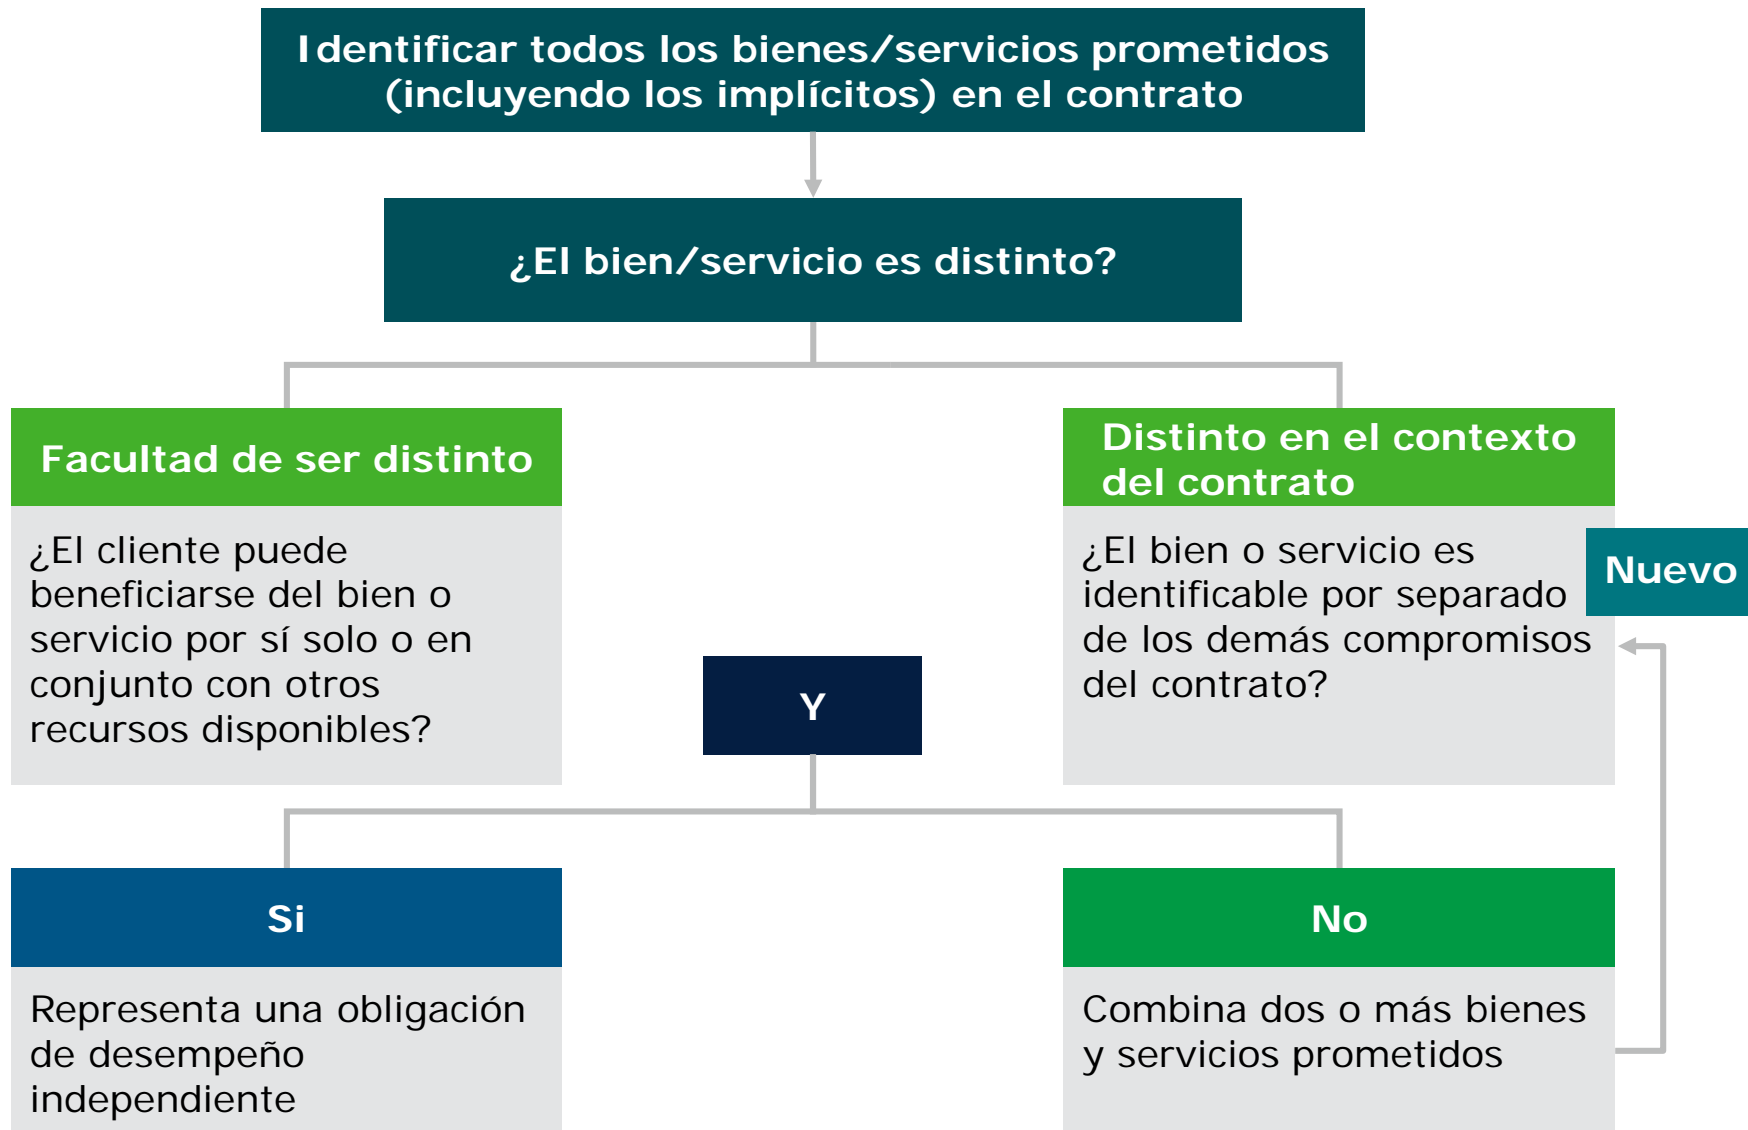 Identificar todos los bienes/servicios prometidos
(incluyendo los implícitos) en el contrato
¿El bien/servicio es distinto?
Facultad de ser distinto
¿El cliente puede
beneficiarse del bien o
servicio por sí solo o en
conjunto con otros
recursos disponibles?
Distinto en el contexto
del contrato
¿El bien o servicio es
identificable por separado
de los demás compromisos
del contrato?
Nuevo
Y
Si
Representa una obligación
de desempeño
independiente
No
Combina dos o más bienes
y servicios prometidos